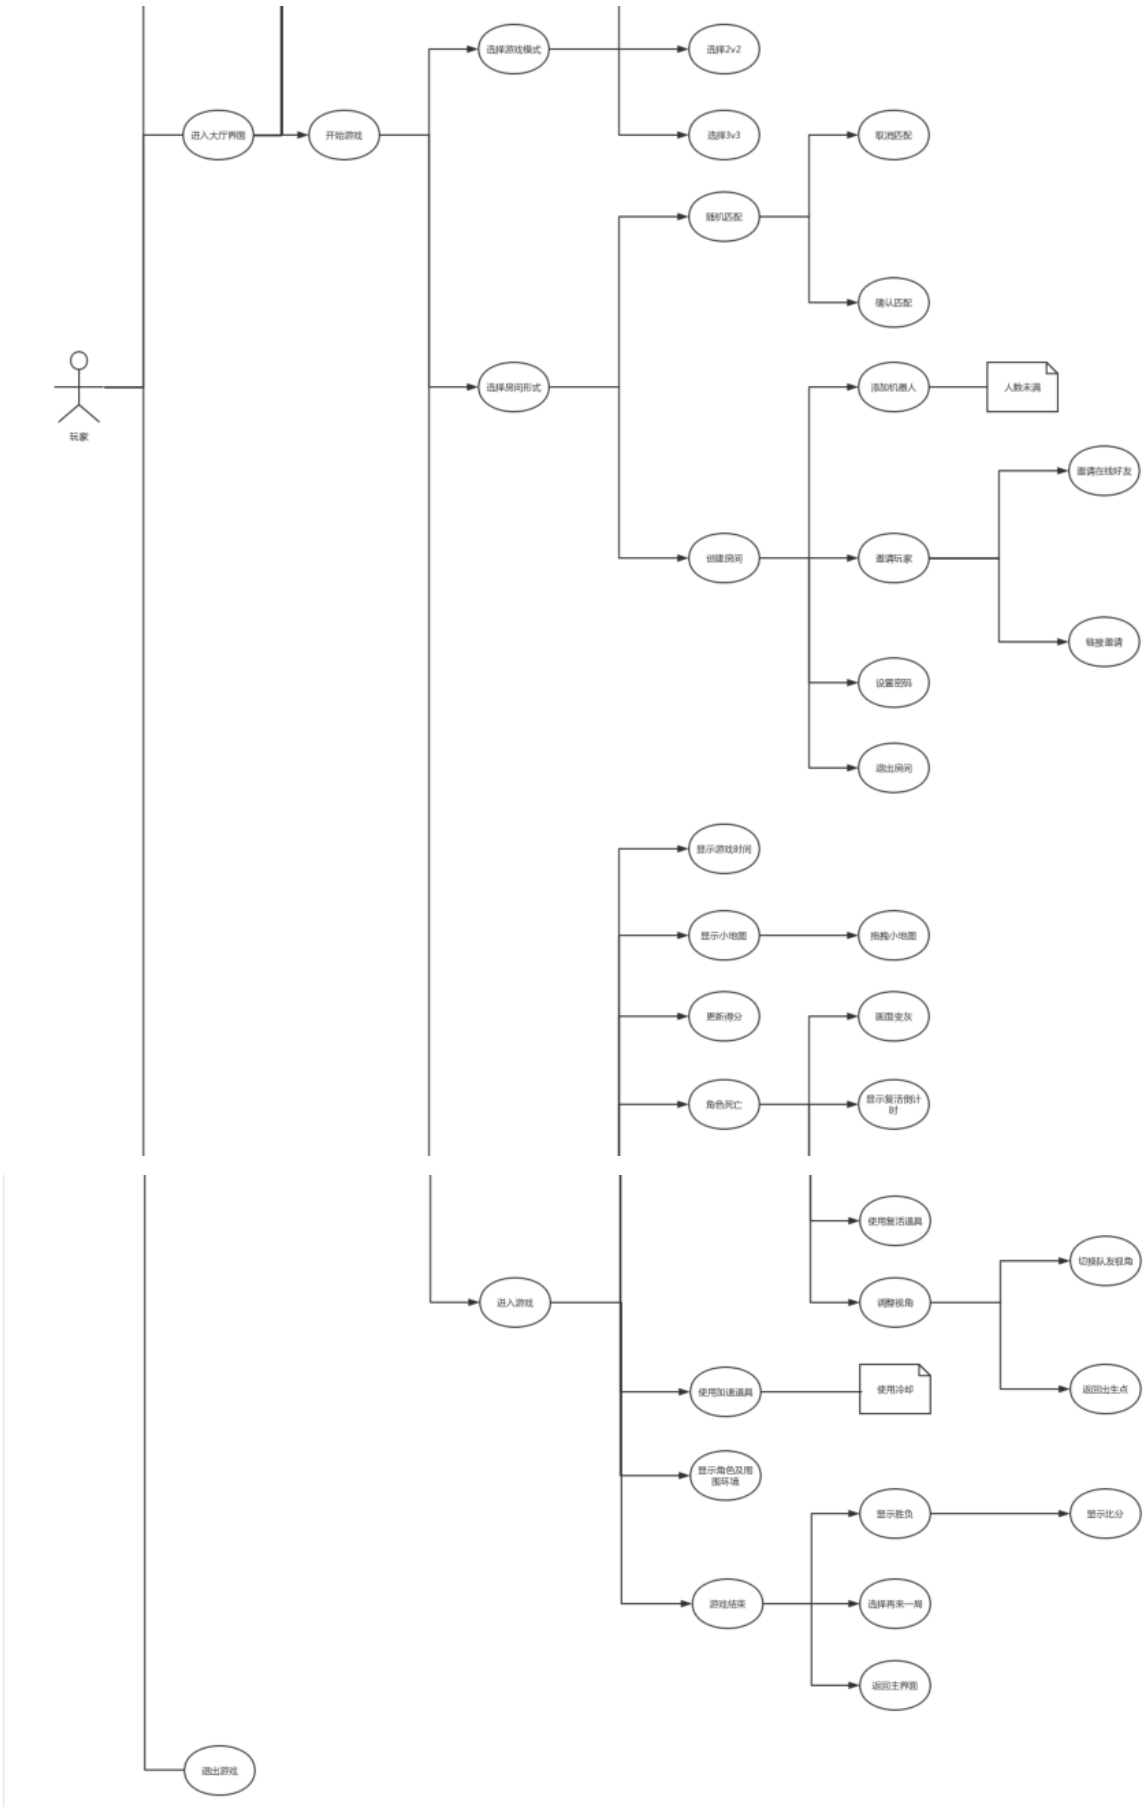 选择游戏模式
选择2v2
进入大厅界面
开始游戏
选择3v3
取消匹配
随机匹配
确认匹配
玩家
选择房间形式
添加机器人
人数未满
邀请在线好友
创建房间
邀请玩家
链接邀请
设置密码
退出房间
显示游戏时间
显示小地图
拖拽小地图
更新得分
画面变灰
角色死亡
显示复活倒计
时
使用复活道具
切换队友视角
进入游戏
调整视角
使用加速道具
使用冷却
返回出生点
显示角色及周
围环境
显示胜负
显示比分
游戏结束
选择再来一局
返回主界面
退出游戏